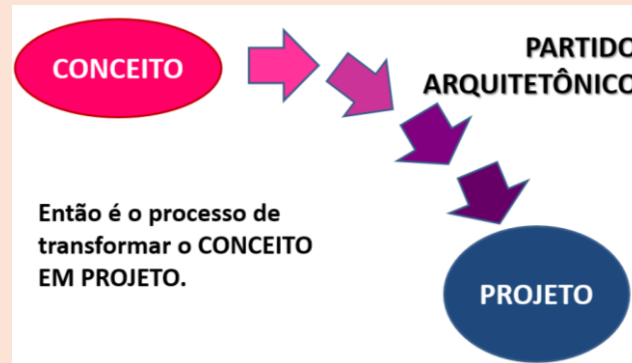 CONCEITO
PARTIDO
ARQUITETÔNICO
Então é o processo de
transformar o CONCEITO
EM PROJETO.
PROJETO